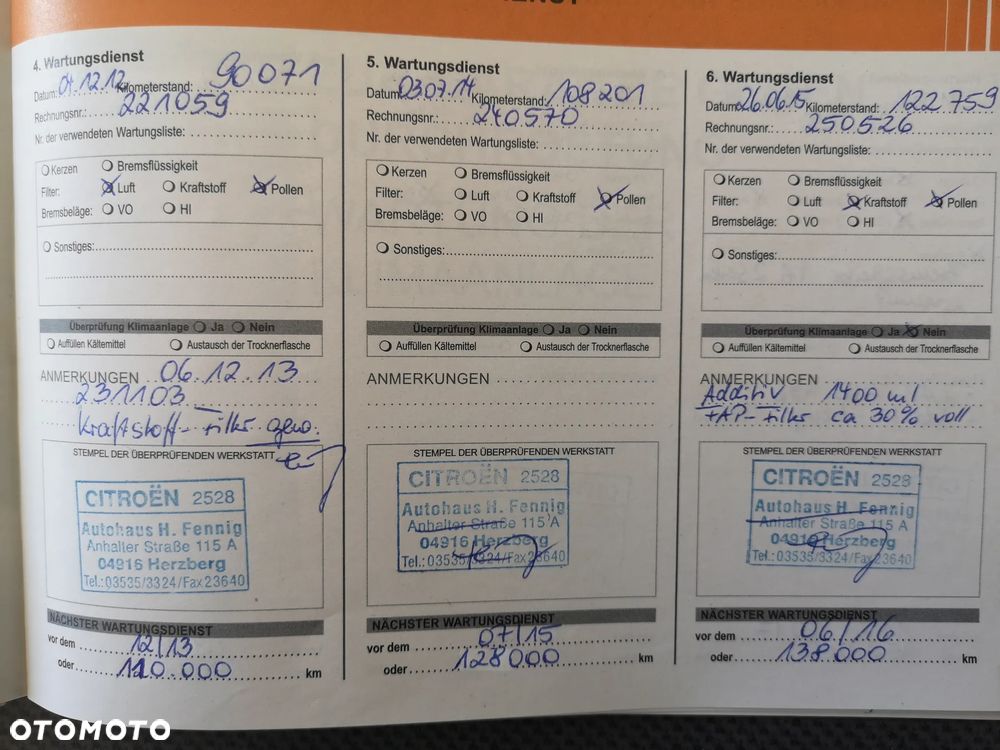 4. Wartungsdienst
Datum: 04.12.12 Kilometerstand: 90071
Rechnungsnr.: 221059
Nr. der verwendeten Wartungsliste:
Kerzen Bremsflüssigkeit
Filter: Luft Kraftstoff Pollen
Bremsbeläge: VO HI
Sonstiges:
Überprüfung Klimaanlage Ja Nein
Auffüllen Kältemittel Austausch der Trocknerflasche
ANMERKUNGEN 06.12.13
231103
Kraftstoff-Filter gew.
STEMPEL DER ÜBERPRÜFENDEN WERKSTATT
CITROËN 2528
Autohaus H. Fennig
Anhalter Straße 115 A
04916 Herzberg
Tel.: 03535/3324/Fax 23640
NÄCHSTER WARTUNGSDIENST
vor dem 12/13
oder 110.000 km
5. Wartungsdienst
Datum: 03.07.14 Kilometerstand: 108201
Rechnungsnr.: 240570
Nr. der verwendeten Wartungsliste:
Kerzen Bremsflüssigkeit
Filter: Luft Kraftstoff Pollen
Bremsbeläge: VO HI
Sonstiges:
Überprüfung Klimaanlage Ja Nein
Auffüllen Kältemittel Austausch der Trocknerflasche
ANMERKUNGEN
STEMPEL DER ÜBERPRÜFENDEN WERKSTATT
CITROËN 2528
Autohaus H. Fennig
Anhalter Straße 115 A
04916 Herzberg
Tel.: 03535/3324/Fax 23640
NÄCHSTER WARTUNGSDIENST
vor dem 07/15
oder 128000 km
6. Wartungsdienst
Datum: 26.06.15 Kilometerstand: 122 759
Rechnungsnr.: 250526
Nr. der verwendeten Wartungsliste:
Kerzen Bremsflüssigkeit
Filter: Luft Kraftstoff Pollen
Bremsbeläge: VO HI
Sonstiges:
Überprüfung Klimaanlage Ja Nein
Auffüllen Kältemittel Austausch der Trocknerflasche
ANMERKUNGEN
Additiv 1400 ml
FAP-Filter ca 30% voll
STEMPEL DER ÜBERPRÜFENDEN WERKSTATT
CITROËN 2528
Autohaus H. Fennig
Anhalter Straße 115 A
04916 Herzberg
Tel.: 03535/3324/Fax 23640
NÄCHSTER WARTUNGSDIENST
vor dem 06/16
oder 138000 km
OTOMOTO